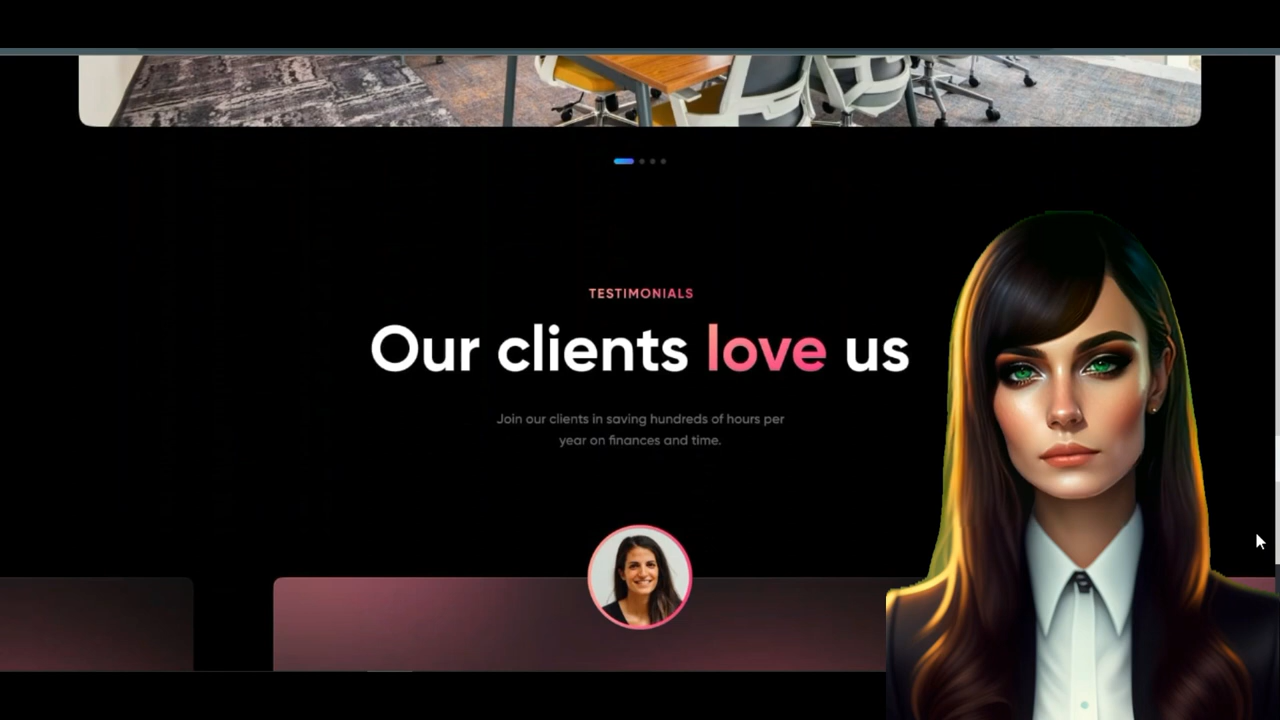 TESTIMONIALS
Our clients love us
Join our clients in saving hundreds of hours per
year on finances and time.